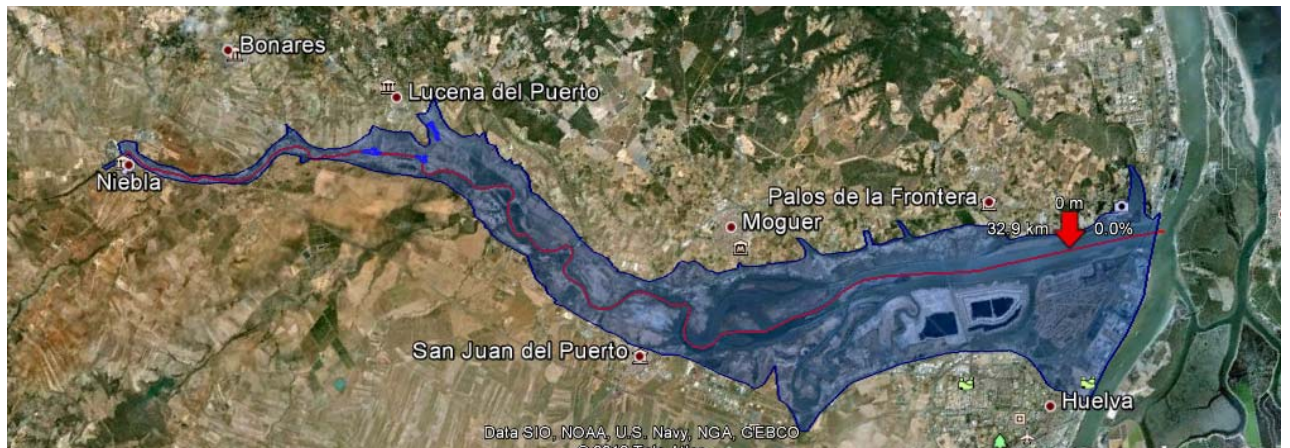 Bonares
Lucena del Puerto
Niebla
Palos de la Frontera
0 m
32.9 km 0.0%
Moguer
San Juan del Puerto
Huelva
Data SIO, NOAA, U.S. Navy, NGA, GEBCO